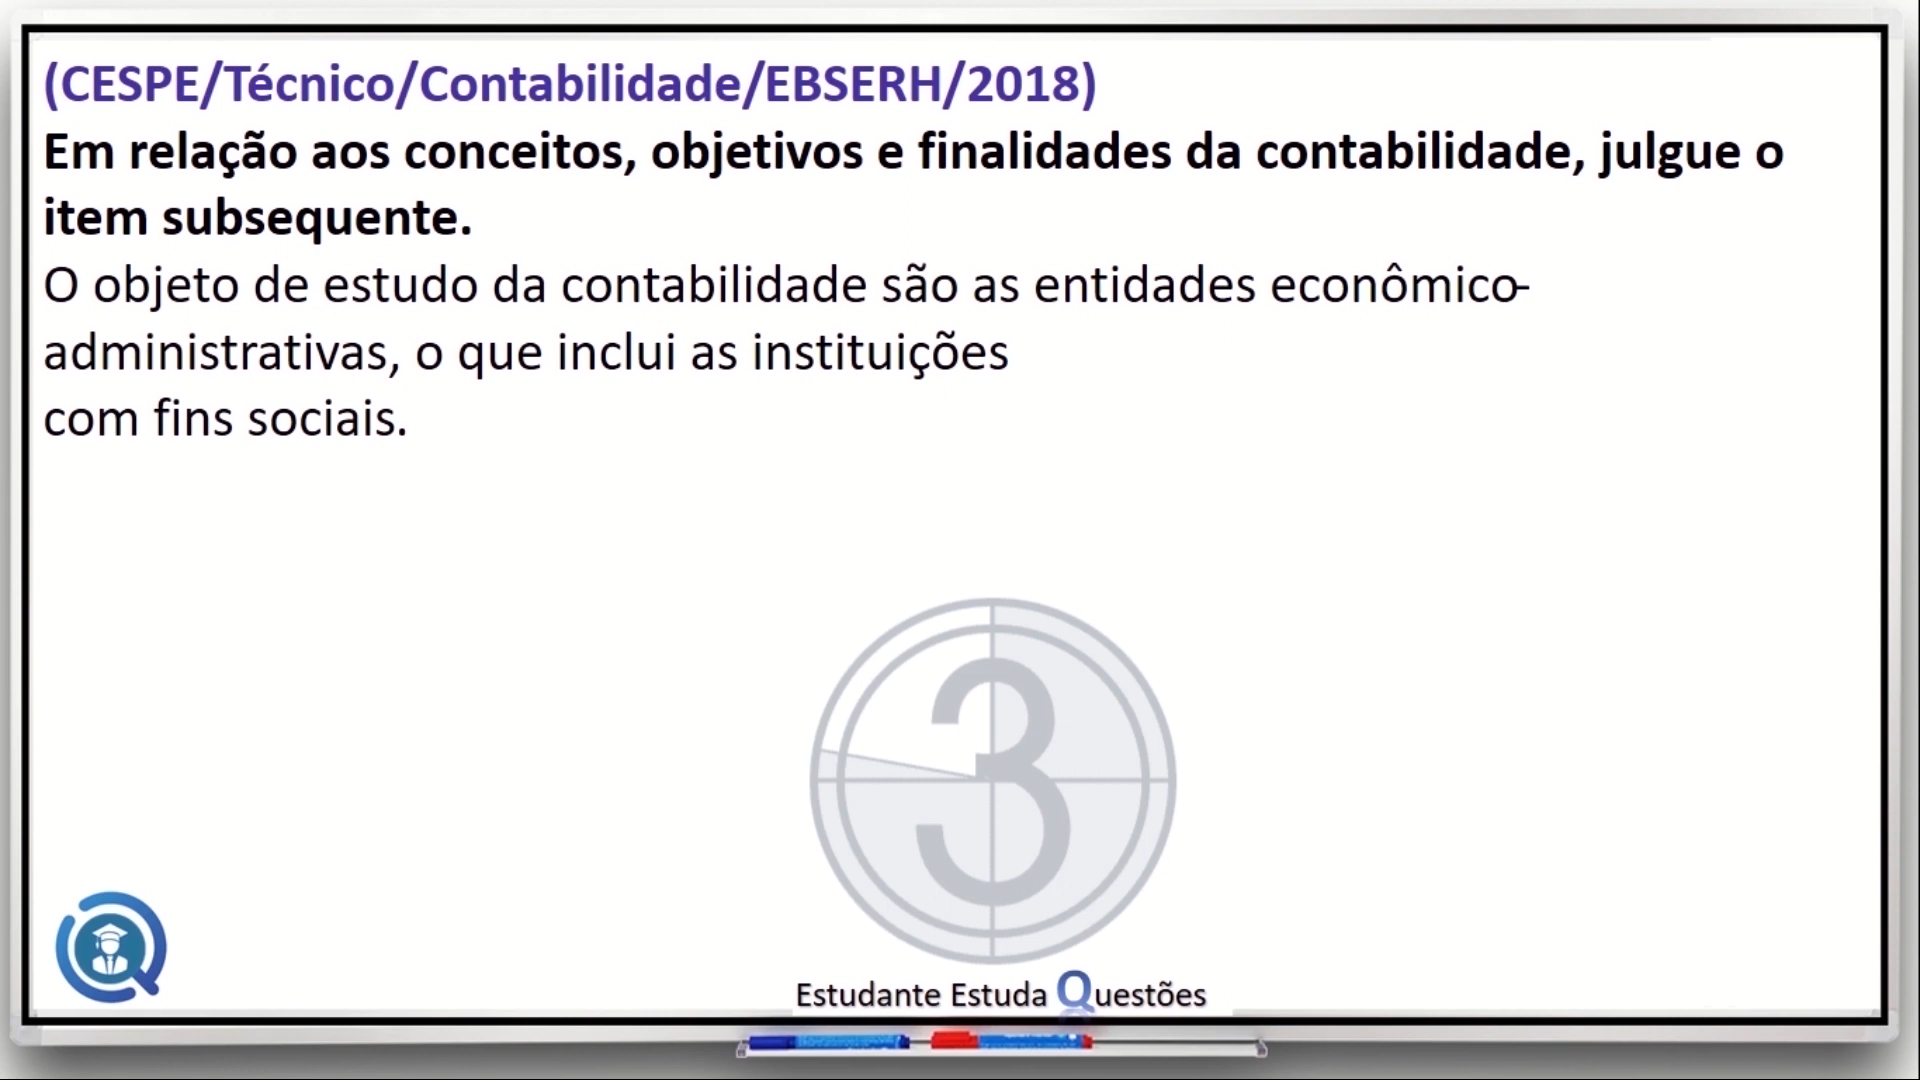 (CESPE/Técnico/Contabilidade/EBSERH/2018)
Em relação aos conceitos, objetivos e finalidades da contabilidade, julgue o
item subsequente.
O objeto de estudo da contabilidade são as entidades econômico-
administrativas, o que inclui as instituições
com fins sociais.
3
Estudante Estuda Questões